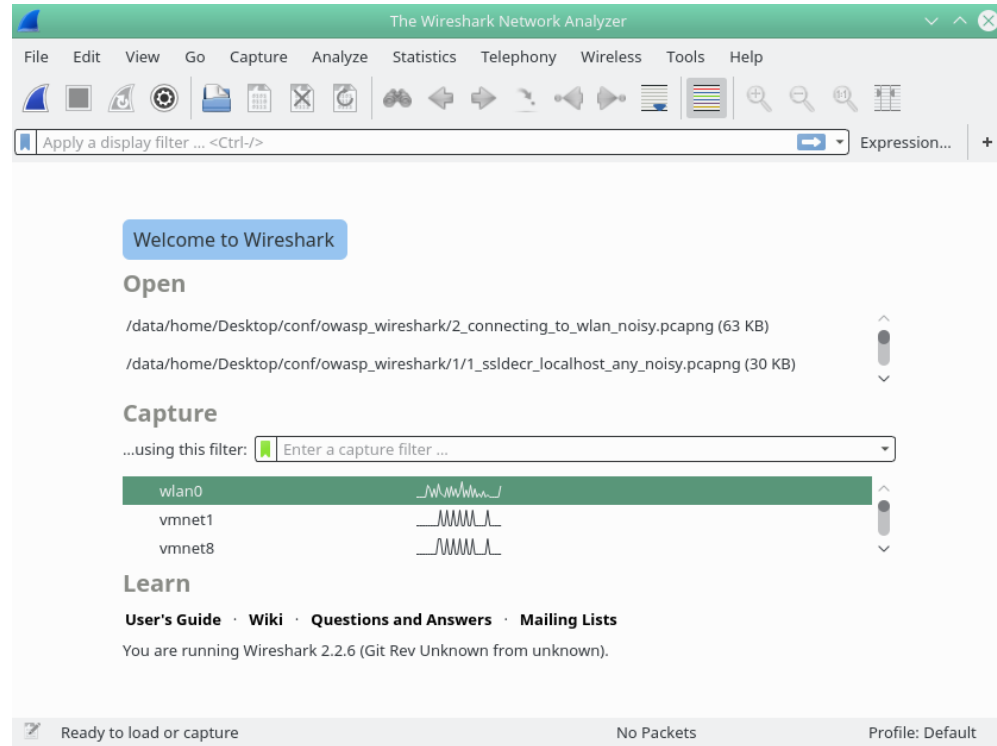 The Wireshark Network Analyzer
File Edit View Go Capture Analyze Statistics Telephony Wireless Tools Help
Apply a display filter ... <Ctrl-/> Expression... +
Welcome to Wireshark
Open
/data/home/Desktop/conf/owasp_wireshark/2_connecting_to_wlan_noisy.pcapng (63 KB)
/data/home/Desktop/conf/owasp_wireshark/1/1_ssldecr_localhost_any_noisy.pcapng (30 KB)
Capture
...using this filter: Enter a capture filter ...
wlan0
vmnet1
vmnet8
Learn
User's Guide · Wiki · Questions and Answers · Mailing Lists
You are running Wireshark 2.2.6 (Git Rev Unknown from unknown).
Ready to load or capture No Packets Profile: Default